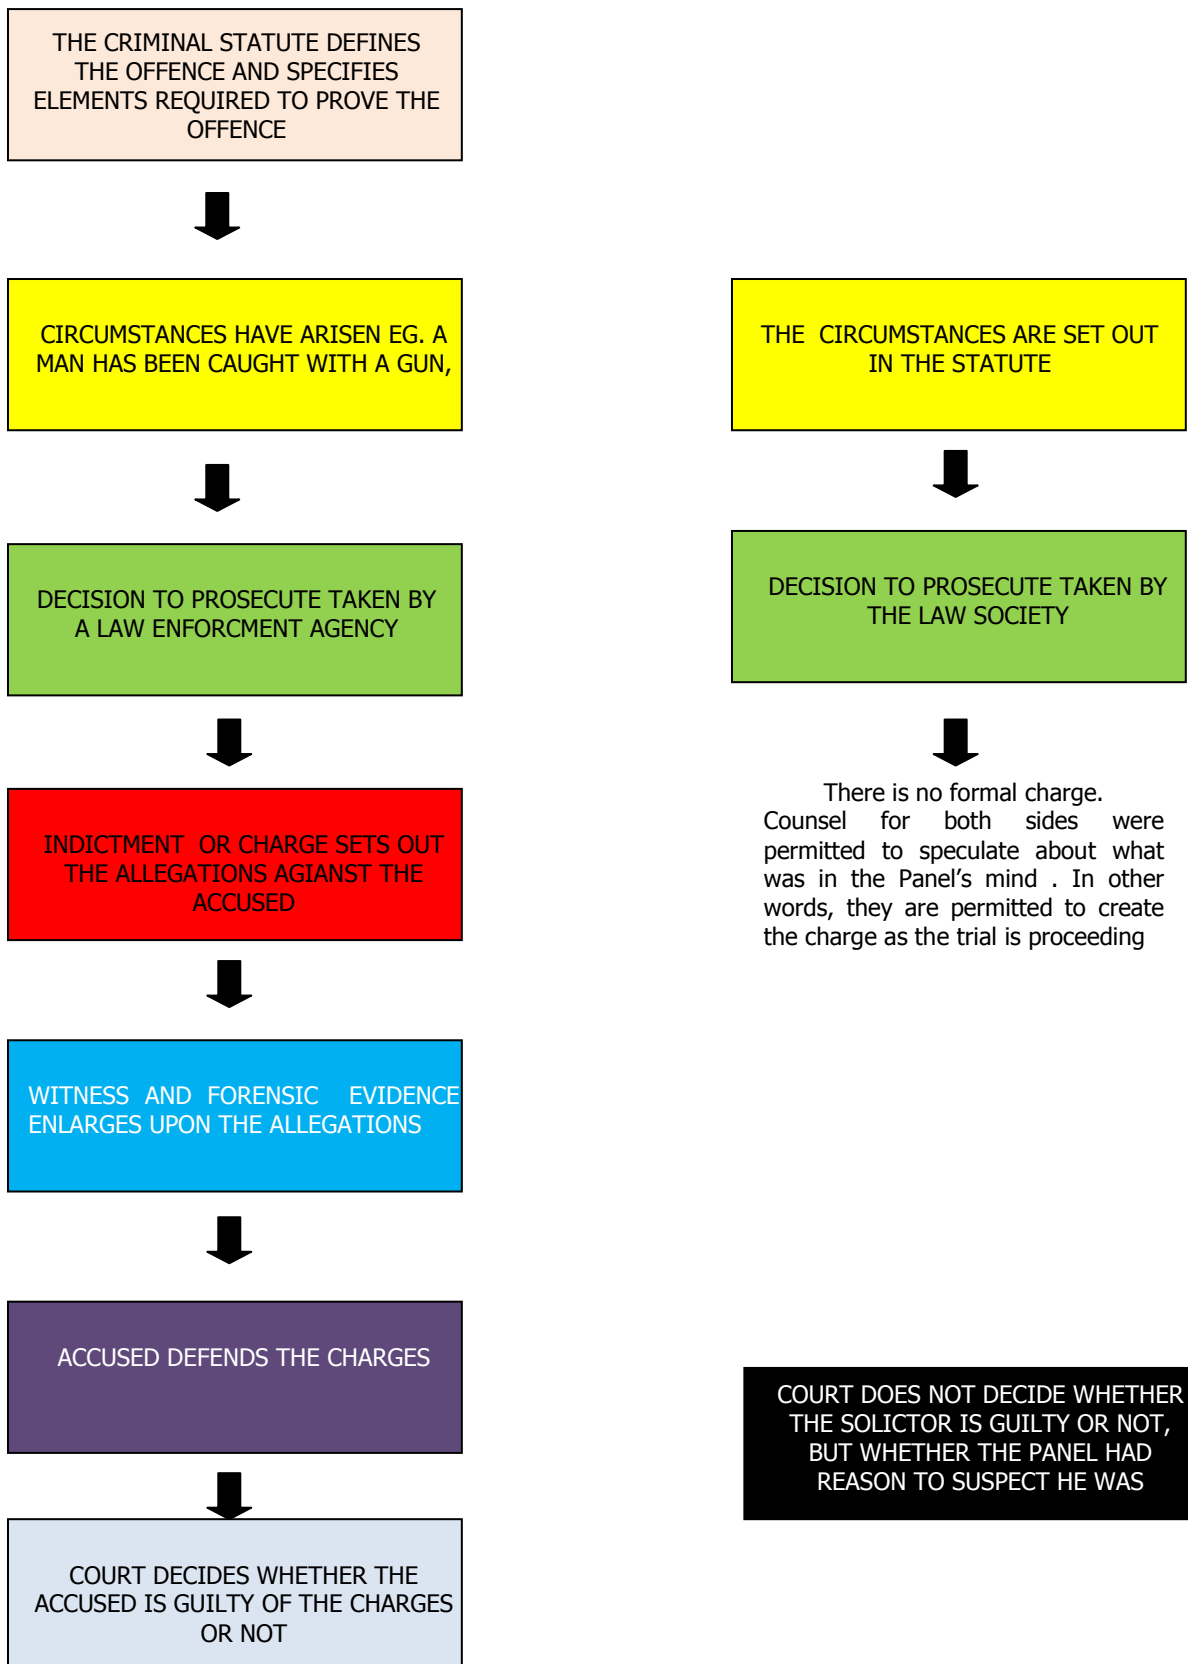 THE CRIMINAL STATUTE DEFINES
THE OFFENCE AND SPECIFIES
ELEMENTS REQUIRED TO PROVE THE
OFFENCE
CIRCUMSTANCES HAVE ARISEN EG. A
MAN HAS BEEN CAUGHT WITH A GUN,
DECISION TO PROSECUTE TAKEN BY
A LAW ENFORCMENT AGENCY
INDICTMENT OR CHARGE SETS OUT
THE ALLEGATIONS AGIANST THE
ACCUSED
WITNESS AND FORENSIC EVIDENCE
ENLARGES UPON THE ALLEGATIONS
ACCUSED DEFENDS THE CHARGES
COURT DECIDES WHETHER THE
ACCUSED IS GUILTY OF THE CHARGES
OR NOT
THE CIRCUMSTANCES ARE SET OUT
IN THE STATUTE
DECISION TO PROSECUTE TAKEN BY
THE LAW SOCIETY
There is no formal charge.
Counsel for both sides were
permitted to speculate about what
was in the Panel’s mind . In other
words, they are permitted to create
the charge as the trial is proceeding
COURT DOES NOT DECIDE WHETHER
THE SOLICTOR IS GUILTY OR NOT,
BUT WHETHER THE PANEL HAD
REASON TO SUSPECT HE WAS